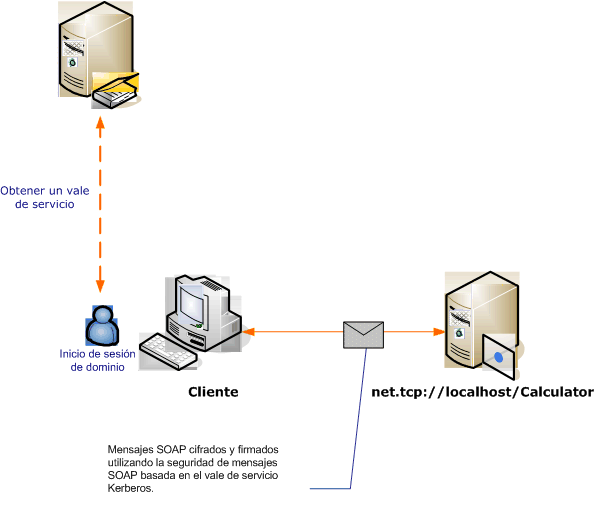 Obtener un vale
de servicio
Inicio de sesión
de dominio
Cliente
net.tcp://localhost/Calculator
Mensajes SOAP cifrados y firmados
utilizando la seguridad de mensajes
SOAP basada en el vale de servicio
Kerberos.